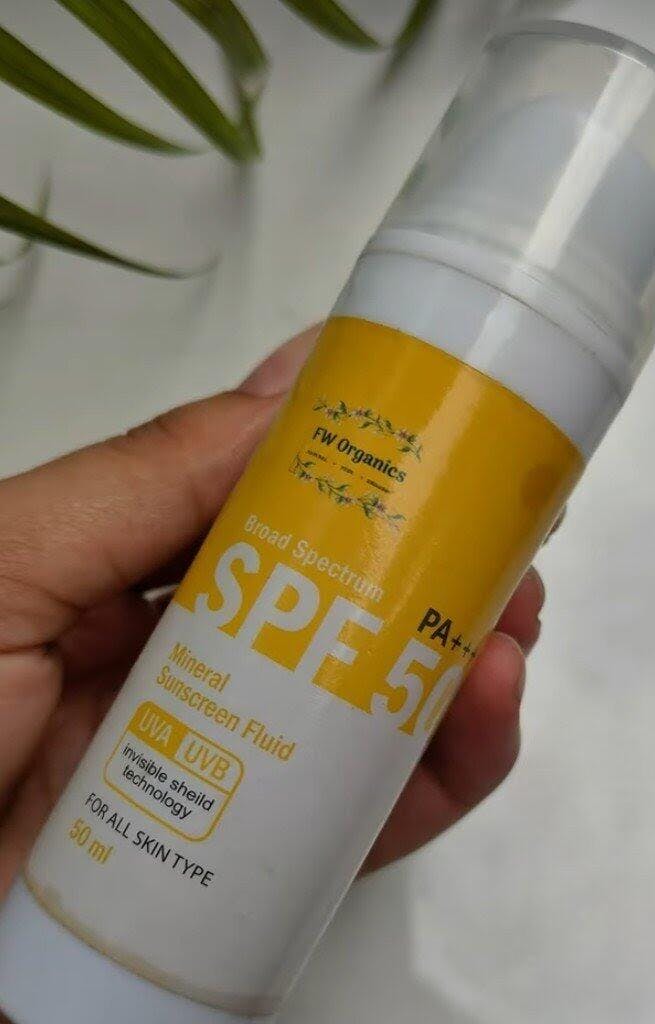 FW Organics
Broad Spectrum
SPF 50
PA+++
Mineral
Sunscreen Fluid
UVA UVB
invisible sheild
technology
FOR ALL SKIN TYPE
50 ml